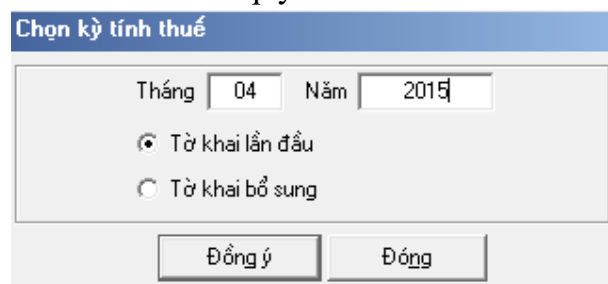 Chọn kỳ tính thuế
Tháng 04 Năm 2015
Tờ khai lần đầu
Tờ khai bổ sung
Đồng ý Đóng